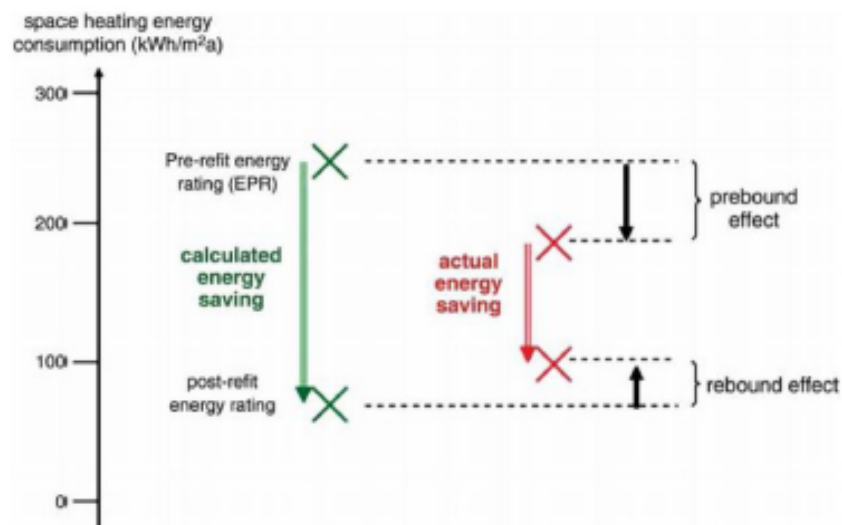 space heating energy
consumption (kWh/m²a)
300
Pre-refit energy
rating (EPR)
200
prebound
effect
calculated
energy
saving
actual
energy
saving
100
post-refit
energy rating
rebound effect
0